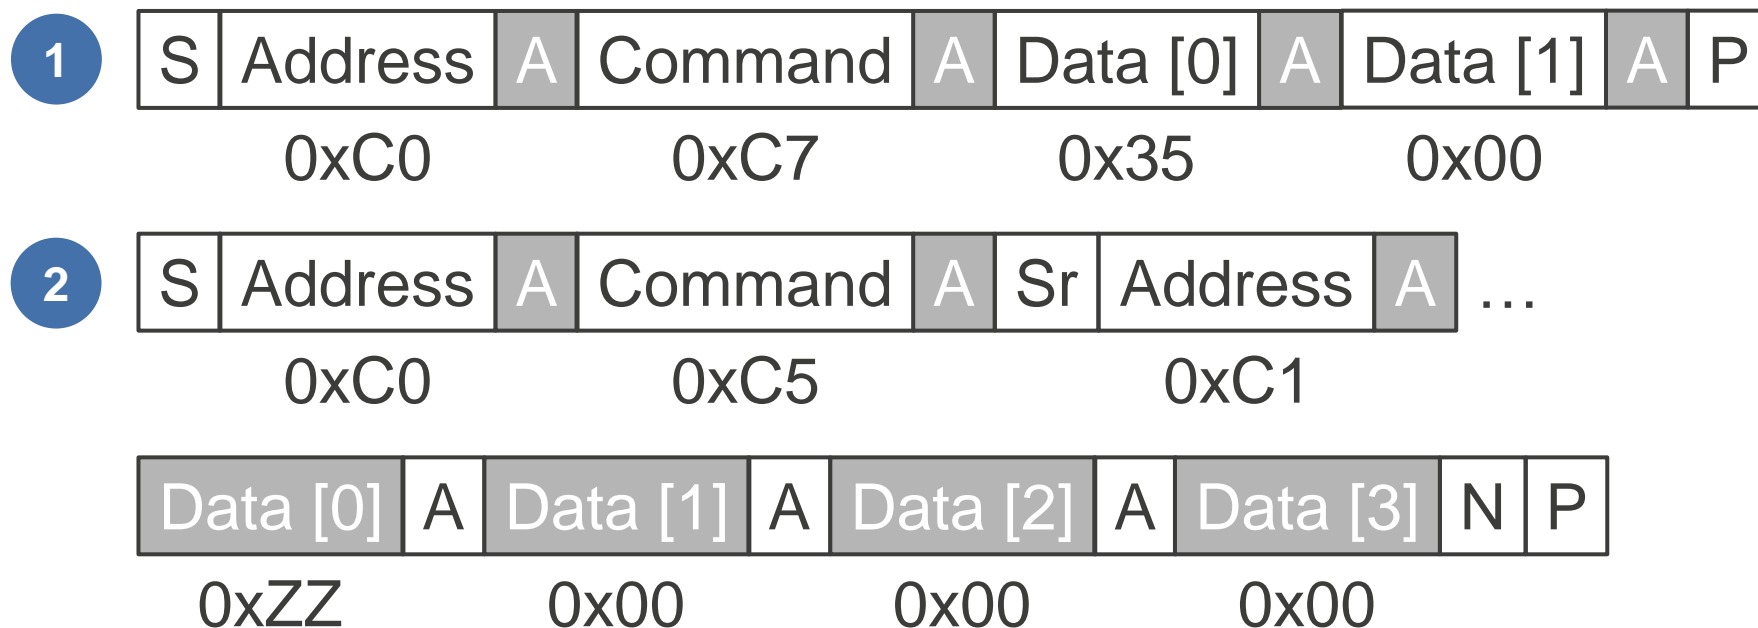 1 S Address A Command A Data [0] A Data [1] A P
0xC0 0xC7 0x35 0x00
2 S Address A Command A Sr Address A ...
0xC0 0xC5 0xC1
Data [0] A Data [1] A Data [2] A Data [3] N P
0xZZ 0x00 0x00 0x00